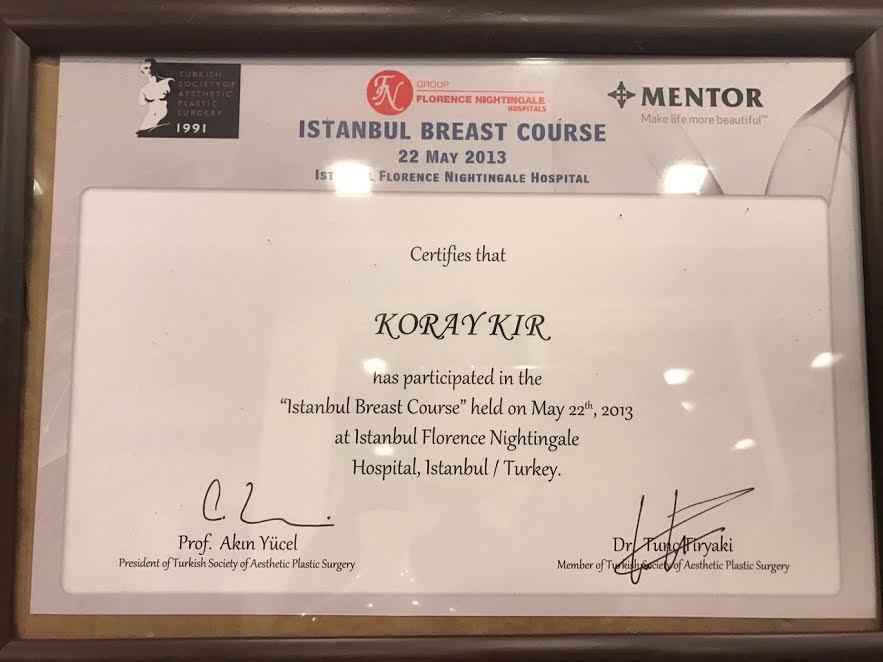 TURKISH
SOCIETY OF
AESTHETIC
PLASTIC
SURGERY
1991
FN
GROUP
FLORENCE NIGHTINGALE
HOSPITALS
MENTOR
Make life more beautiful™
ISTANBUL BREAST COURSE
22 MAY 2013
FLORENCE NIGHTINGALE HOSPITAL
Certifies that
KORAY KIR
has participated in the
“Istanbul Breast Course” held on May 22th, 2013
at Istanbul Florence Nightingale
Hospital, Istanbul / Turkey.
Prof. Akın Yücel
President of Turkish Society of Aesthetic Plastic Surgery
Dr. Tunç Tiryaki
Member of Turkish Society of Aesthetic Plastic Surgery